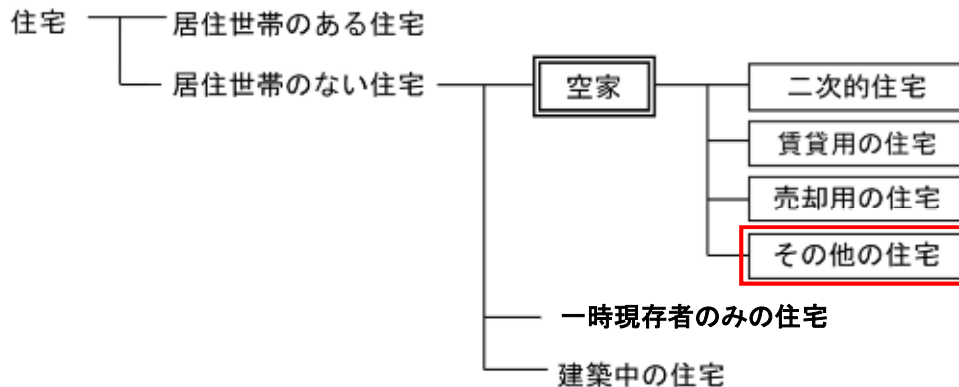 住宅
居住世帯のある住宅
居住世帯のない住宅
空家
二次的住宅
賃貸用の住宅
売却用の住宅
その他の住宅
一時現存者のみの住宅
建築中の住宅